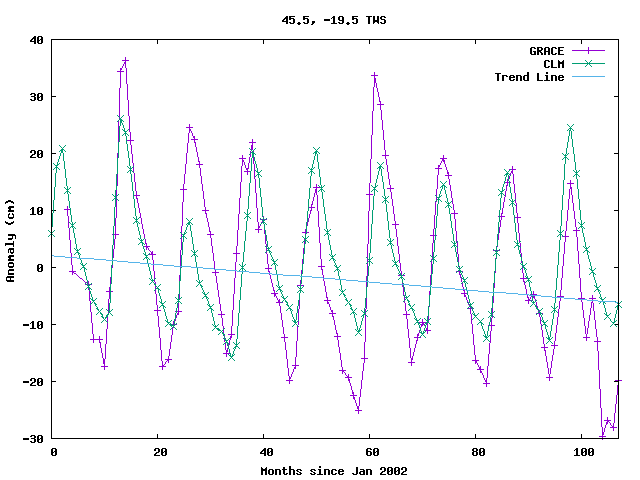 45.5, -19.5 TWS
GRACE
CLM
Trend Line
40
30
20
10
0
-10
-20
-30
Anomaly (cm)
0 20 40 60 80 100
Months since Jan 2002